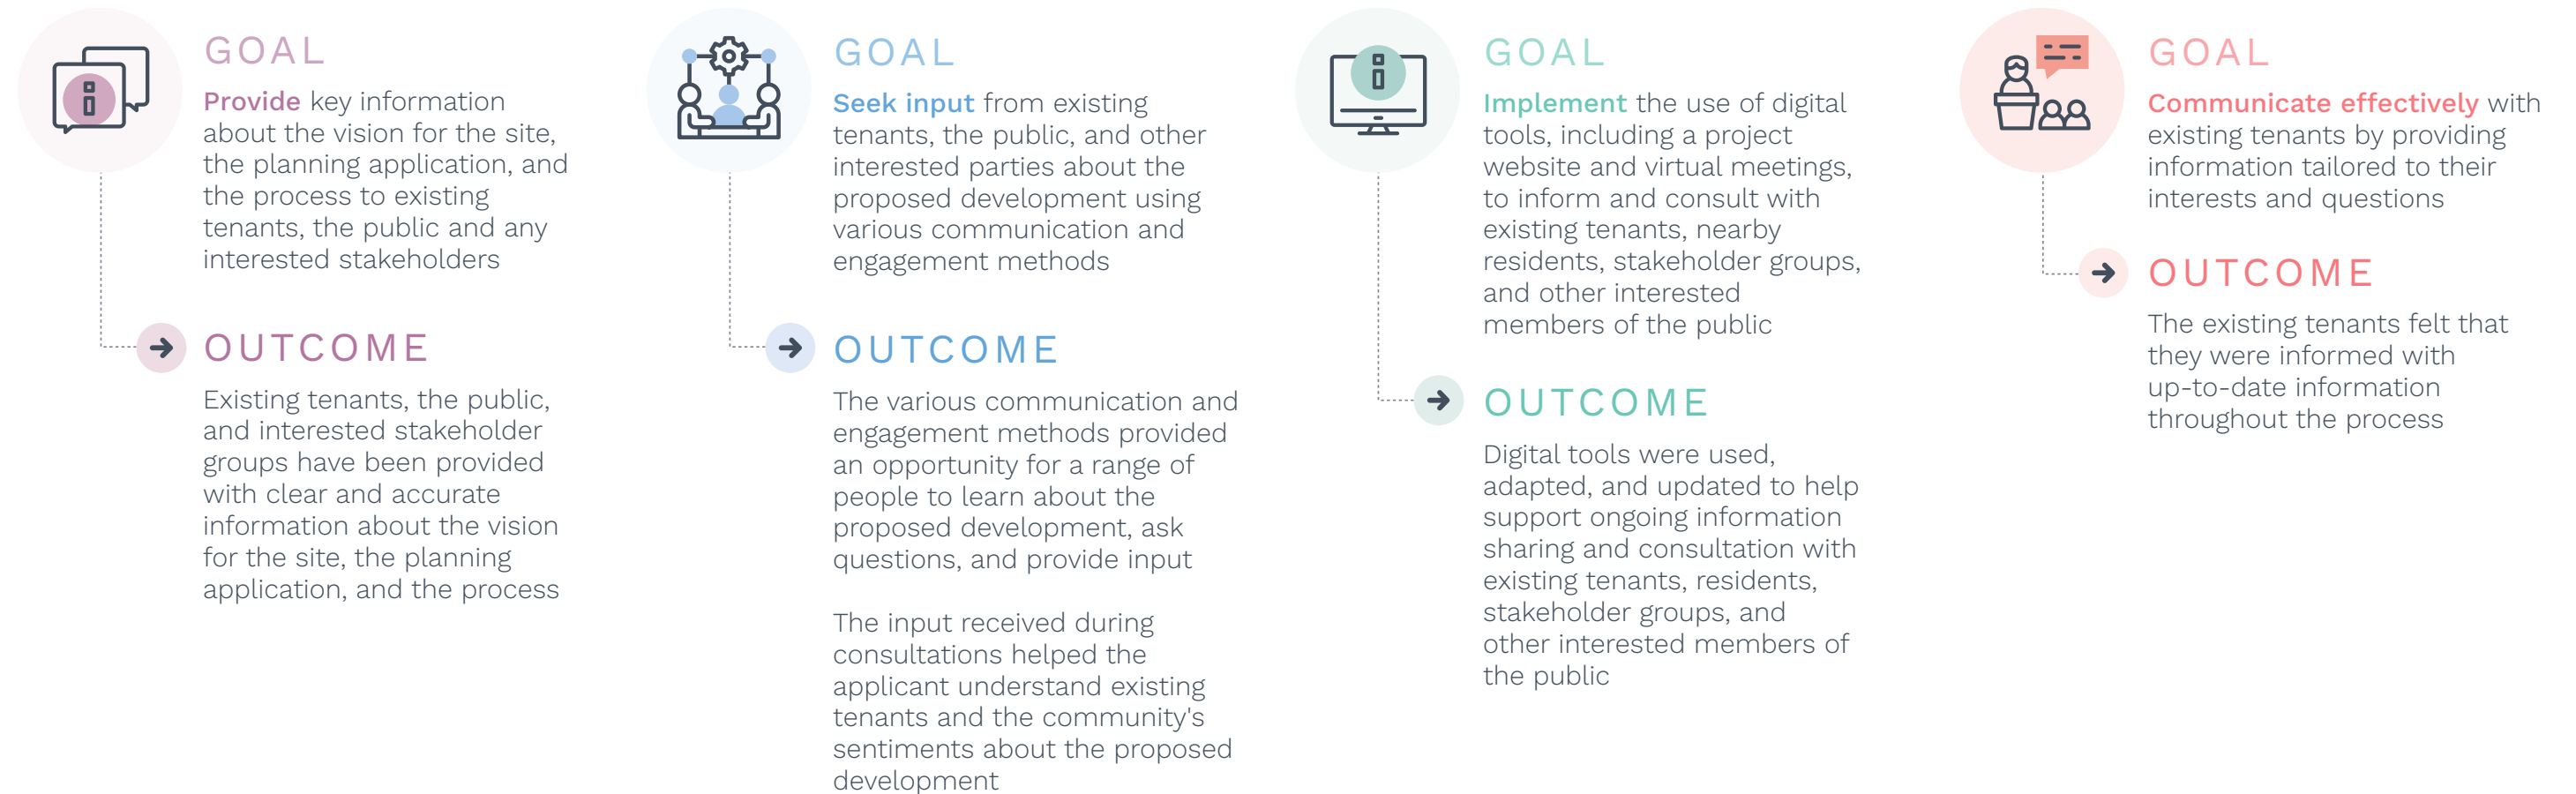 GOAL
Provide key information
about the vision for the site,
the planning application, and
the process to existing
tenants, the public and any
interested stakeholders
OUTCOME
Existing tenants, the public,
and interested stakeholder
groups have been provided
with clear and accurate
information about the vision
for the site, the planning
application, and the process
GOAL
Seek input from existing
tenants, the public, and other
interested parties about the
proposed development using
various communication and
engagement methods
OUTCOME
The various communication and
engagement methods provided
an opportunity for a range of
people to learn about the
proposed development, ask
questions, and provide input
The input received during
consultations helped the
applicant understand existing
tenants and the community's
sentiments about the proposed
development
GOAL
Implement the use of digital
tools, including a project
website and virtual meetings,
to inform and consult with
existing tenants, nearby
residents, stakeholder groups,
and other interested
members of the public
OUTCOME
Digital tools were used,
adapted, and updated to help
support ongoing information
sharing and consultation with
existing tenants, residents,
stakeholder groups, and
other interested members of
the public
GOAL
Communicate effectively with
existing tenants by providing
information tailored to their
interests and questions
OUTCOME
The existing tenants felt that
they were informed with
up-to-date information
throughout the process